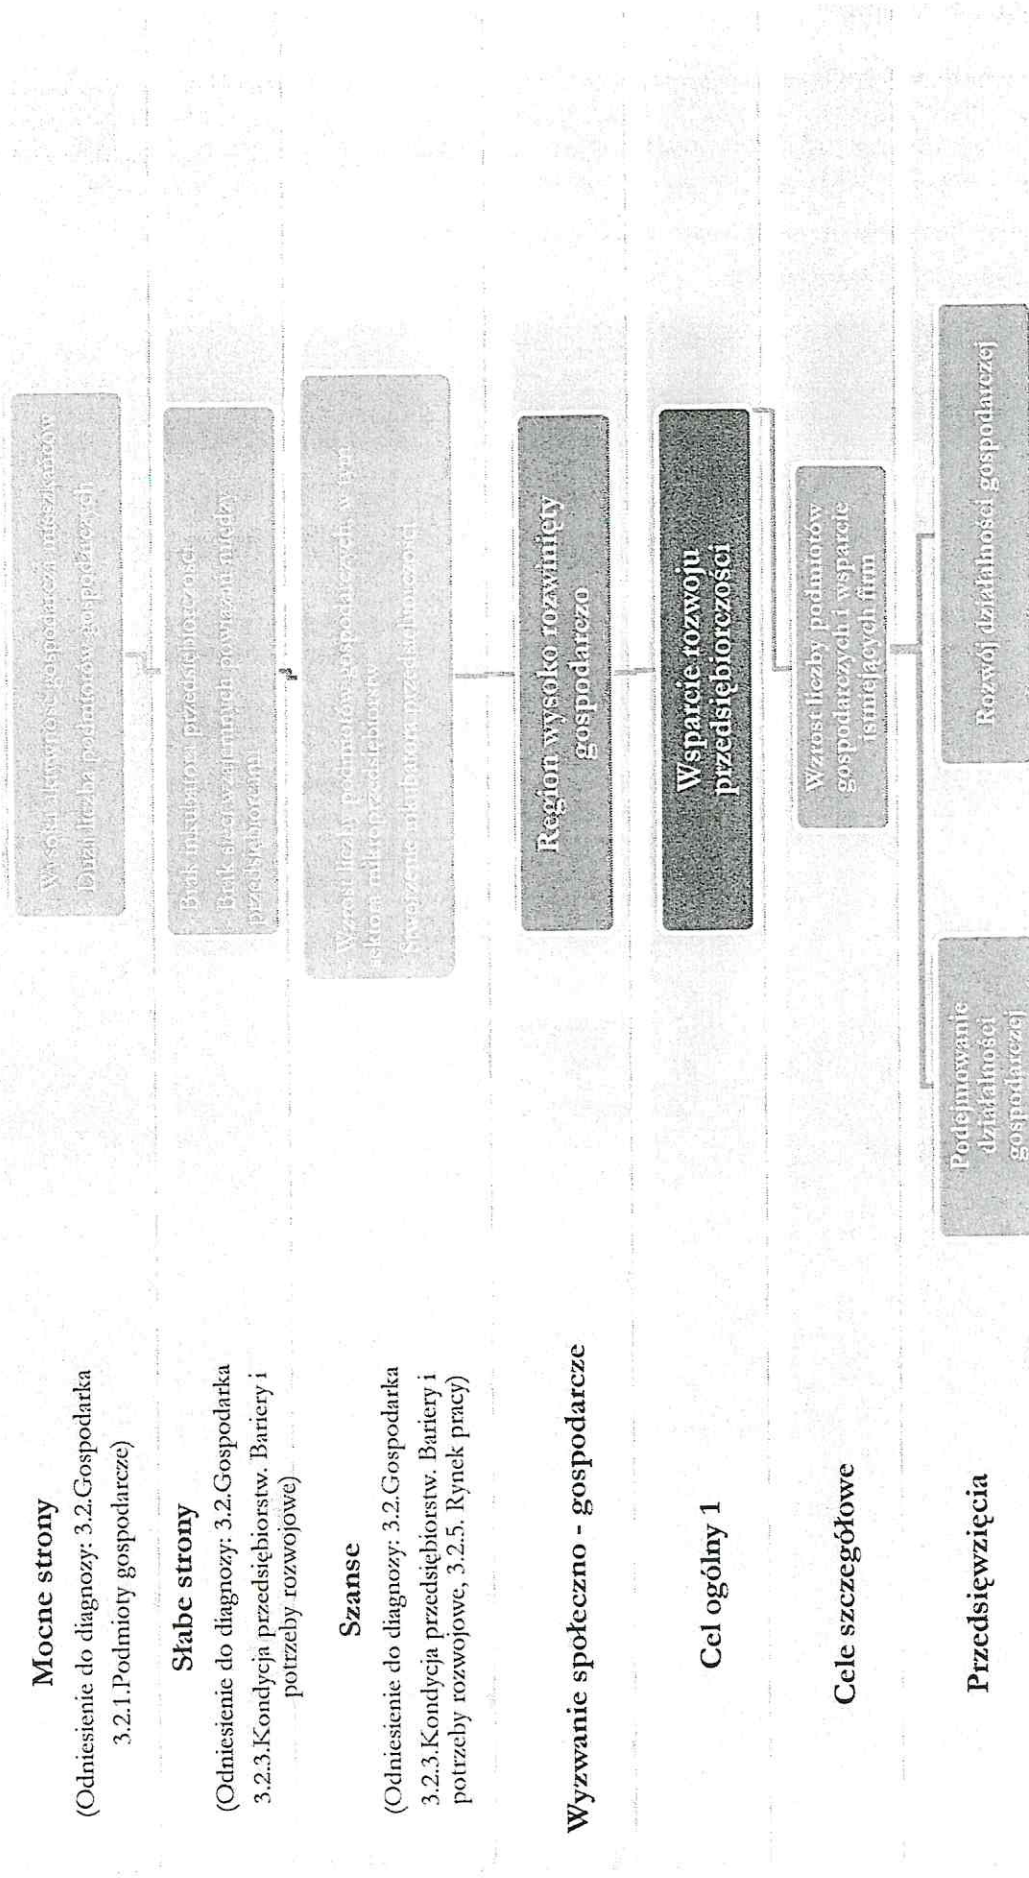 Mocne strony
(Odniesienie do diagnozy: 3.2.Gospodarka
3.2.1.Podmioty gospodarcze)
Wysoka aktywność gospodarcza mieszkańców
Duża liczba podmiotów gospodarczych
Słabe strony
(Odniesienie do diagnozy: 3.2.Gospodarka
3.2.3.Kondycja przedsiębiorstw. Bariery i
potrzeby rozwojowe)
Brak inkubatora przedsiębiorczości
Brak sieci wzajemnych powiązań między
przedsiębiorcami
Szanse
(Odniesienie do diagnozy: 3.2.Gospodarka
3.2.3.Kondycja przedsiębiorstw. Bariery i
potrzeby rozwojowe, 3.2.5. Rynek pracy)
Wzrost liczby podmiotów gospodarczych, w tym
mikroprzedsiębiorstw
Stworzenie inkubatora przedsiębiorczości
Wyzwanie społeczno - gospodarcze
Region wysoko rozwinięty
gospodarczo
Cel ogólny 1
Wsparcie rozwoju
przedsiębiorczości
Cele szczegółowe
Wzrost liczby podmiotów
gospodarczych i wsparcie
istniejących firm
Przedsięwzięcia
Podejmowanie
działalności
gospodarczej
Rozwój działalności gospodarczej